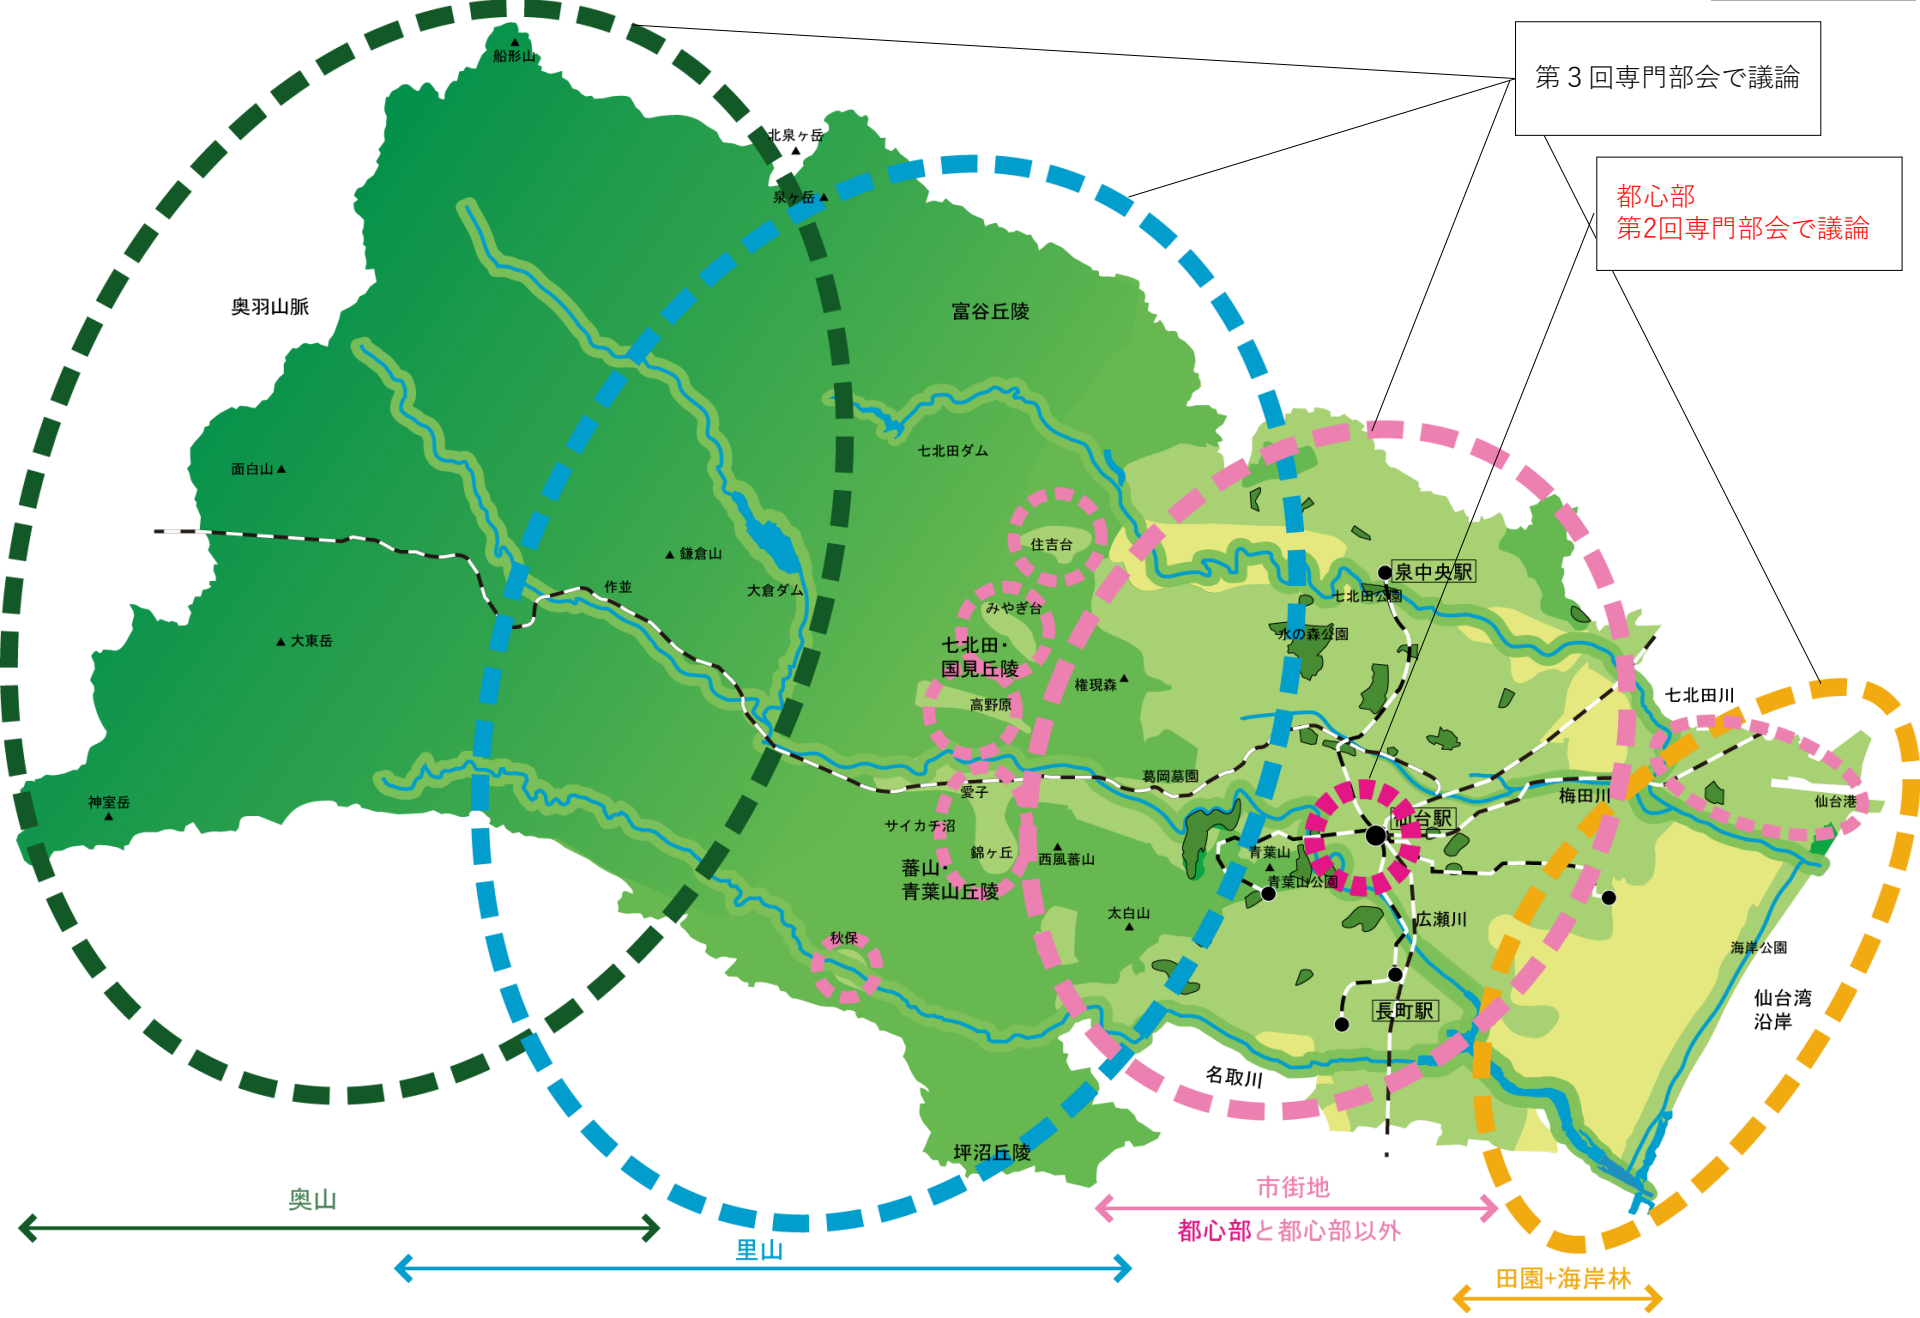 船形山
第３回専門部会で議論
北泉ヶ岳
泉ヶ岳
都心部
第2回専門部会で議論
奥羽山脈
富谷丘陵
七北田ダム
面白山
住吉台
鎌倉山
作並
大倉ダム
泉中央駅
七北田公園
みやぎ台
水の森公園
大東岳
七北田・
国見丘陵
権現森
高野原
七北田川
葛岡墓園
愛子
梅田川
仙台港
神室岳
サイカチ沼
仙台駅
錦ヶ丘
西風蕃山
青葉山
蕃山・
青葉山丘陵
青葉山公園
太白山
広瀬川
秋保
海岸公園
仙台湾
沿岸
長町駅
名取川
坪沼丘陵
奥山
市街地
都心部と都心部以外
里山
田園+海岸林